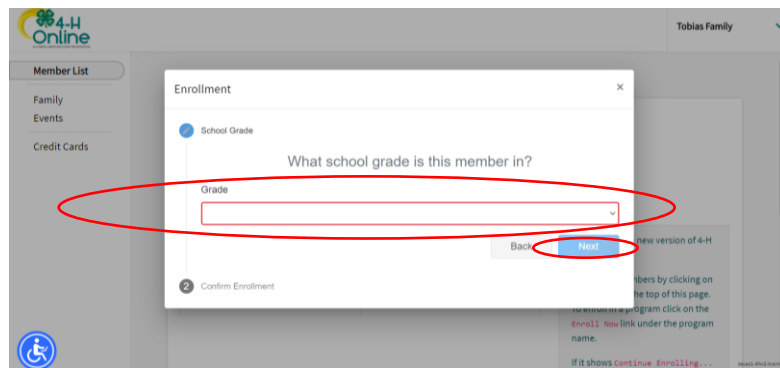 4-H
Online
Tobias Family
Member List
Family
Events
Credit Cards
Enrollment
×
School Grade
What school grade is this member in?
Grade
Back
Next
2 Confirm Enrollment
new version of 4-H
by clicking on
he top of this page.
To enroll in a program click on the
Enroll Now link under the program
name.
If it shows Continue Enrolling...